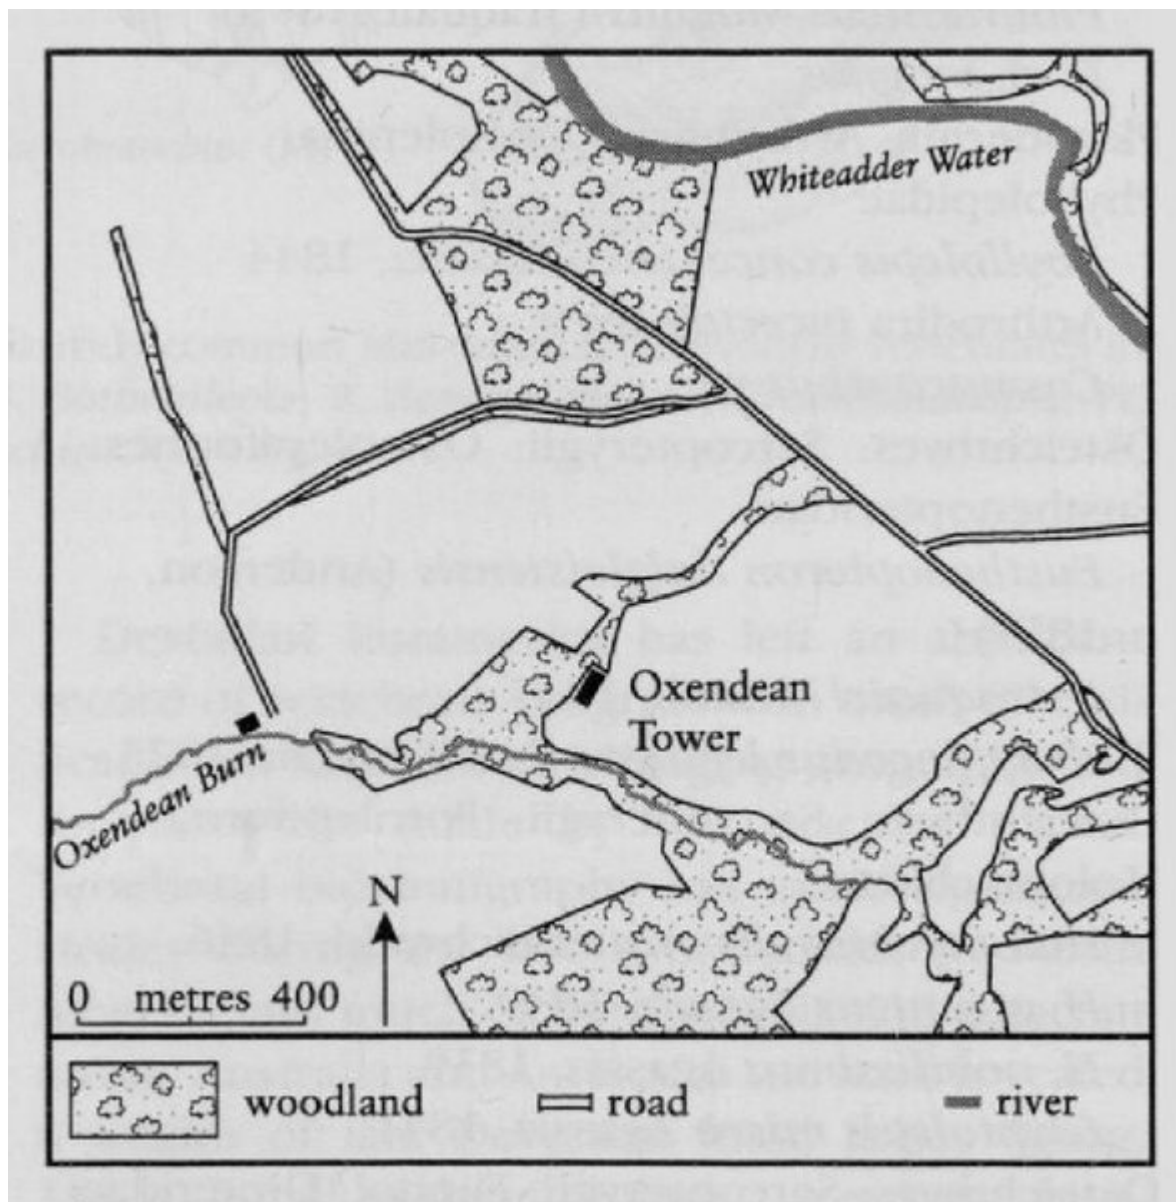 Whiteadder Water
Oxendean
Tower
Oxendean Burn
N
0 metres 400
woodland road river